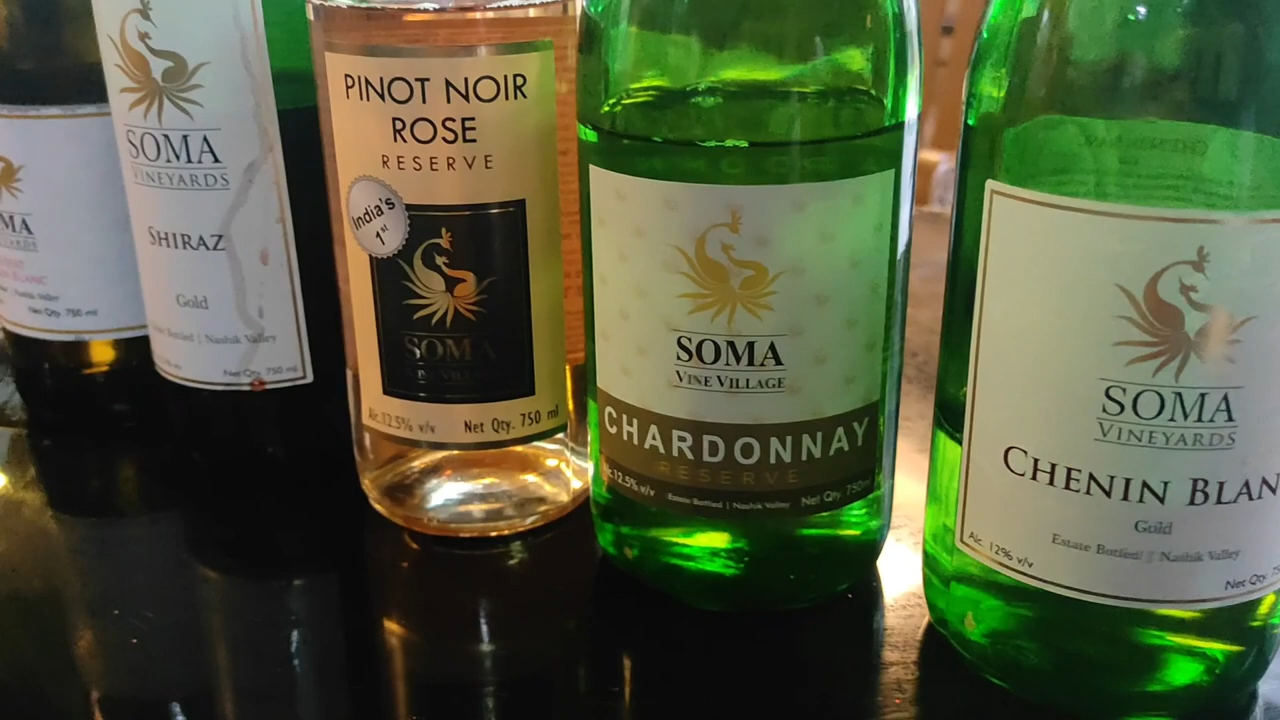 MA
Net Qty. 750 ml
SOMA
VINEYARDS
SHIRAZ
Gold
Bottled | Nashik Valley
Net Qty. 750 ml
PINOT NOIR
ROSE
RESERVE
India's
1st
SOMA
VINE VILLAGE
Alc.12.5% v/v Net Qty. 750 ml
SOMA
VINE VILLAGE
CHARDONNAY
RESERVE
Alc.12.5% v/v Estate Bottled | Nashik Valley Net Qty. 750ml
SOMA
VINEYARDS
CHENIN BLAN
Gold
Estate Bottled | Nashik Valley
Alc. 12% v/v Net Qty. 75